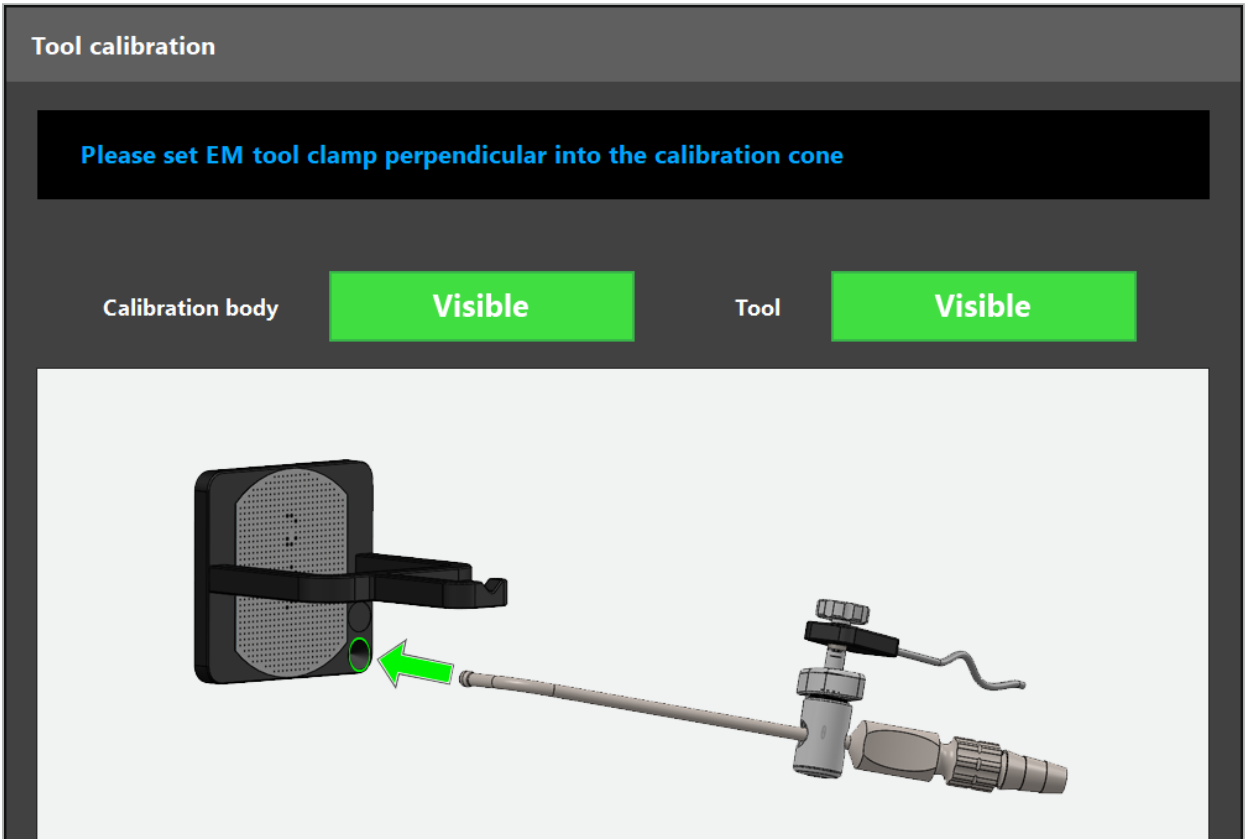 Tool calibration
Please set EM tool clamp perpendicular into the calibration cone
Calibration body
Visible
Tool
Visible